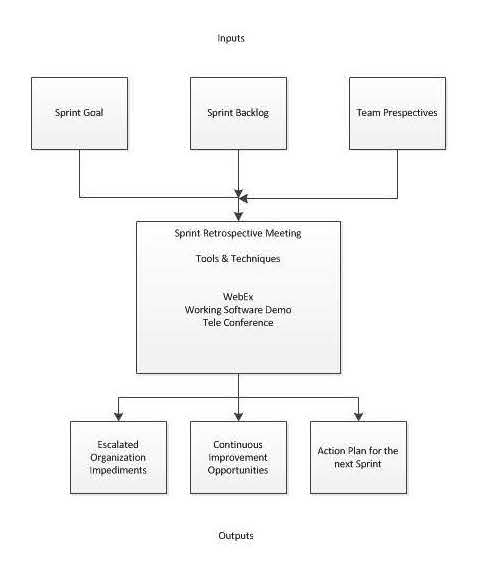 Inputs
Sprint Goal
Sprint Backlog
Team Prespectives
Sprint Retrospective Meeting
Tools & Techniques
WebEx
Working Software Demo
Tele Conference
Escalated
Organization
Impediments
Continuous
Improvement
Opportunities
Action Plan for the
next Sprint
Outputs